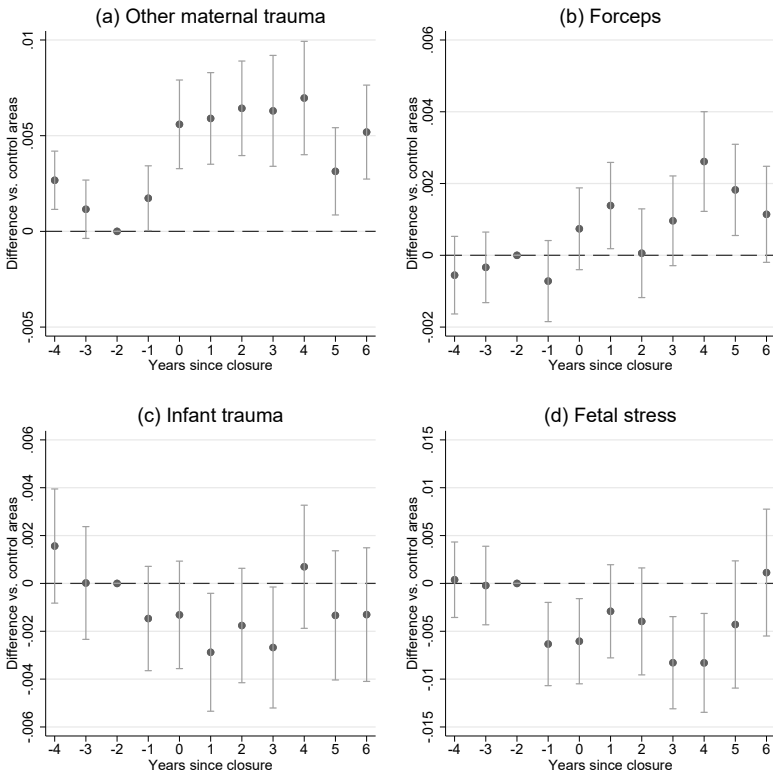 (a) Other maternal trauma
Difference vs. control areas
.01
.005
0
-.005
-4 -3 -2 -1 0 1 2 3 4 5 6
Years since closure
(b) Forceps
Difference vs. control areas
.006
.004
.002
0
-.002
-4 -3 -2 -1 0 1 2 3 4 5 6
Years since closure
(c) Infant trauma
Difference vs. control areas
.006
.004
.002
0
-.002
-.004
-.006
-4 -3 -2 -1 0 1 2 3 4 5 6
Years since closure
(d) Fetal stress
Difference vs. control areas
.015
.01
.005
0
-.005
-.01
-.015
-4 -3 -2 -1 0 1 2 3 4 5 6
Years since closure